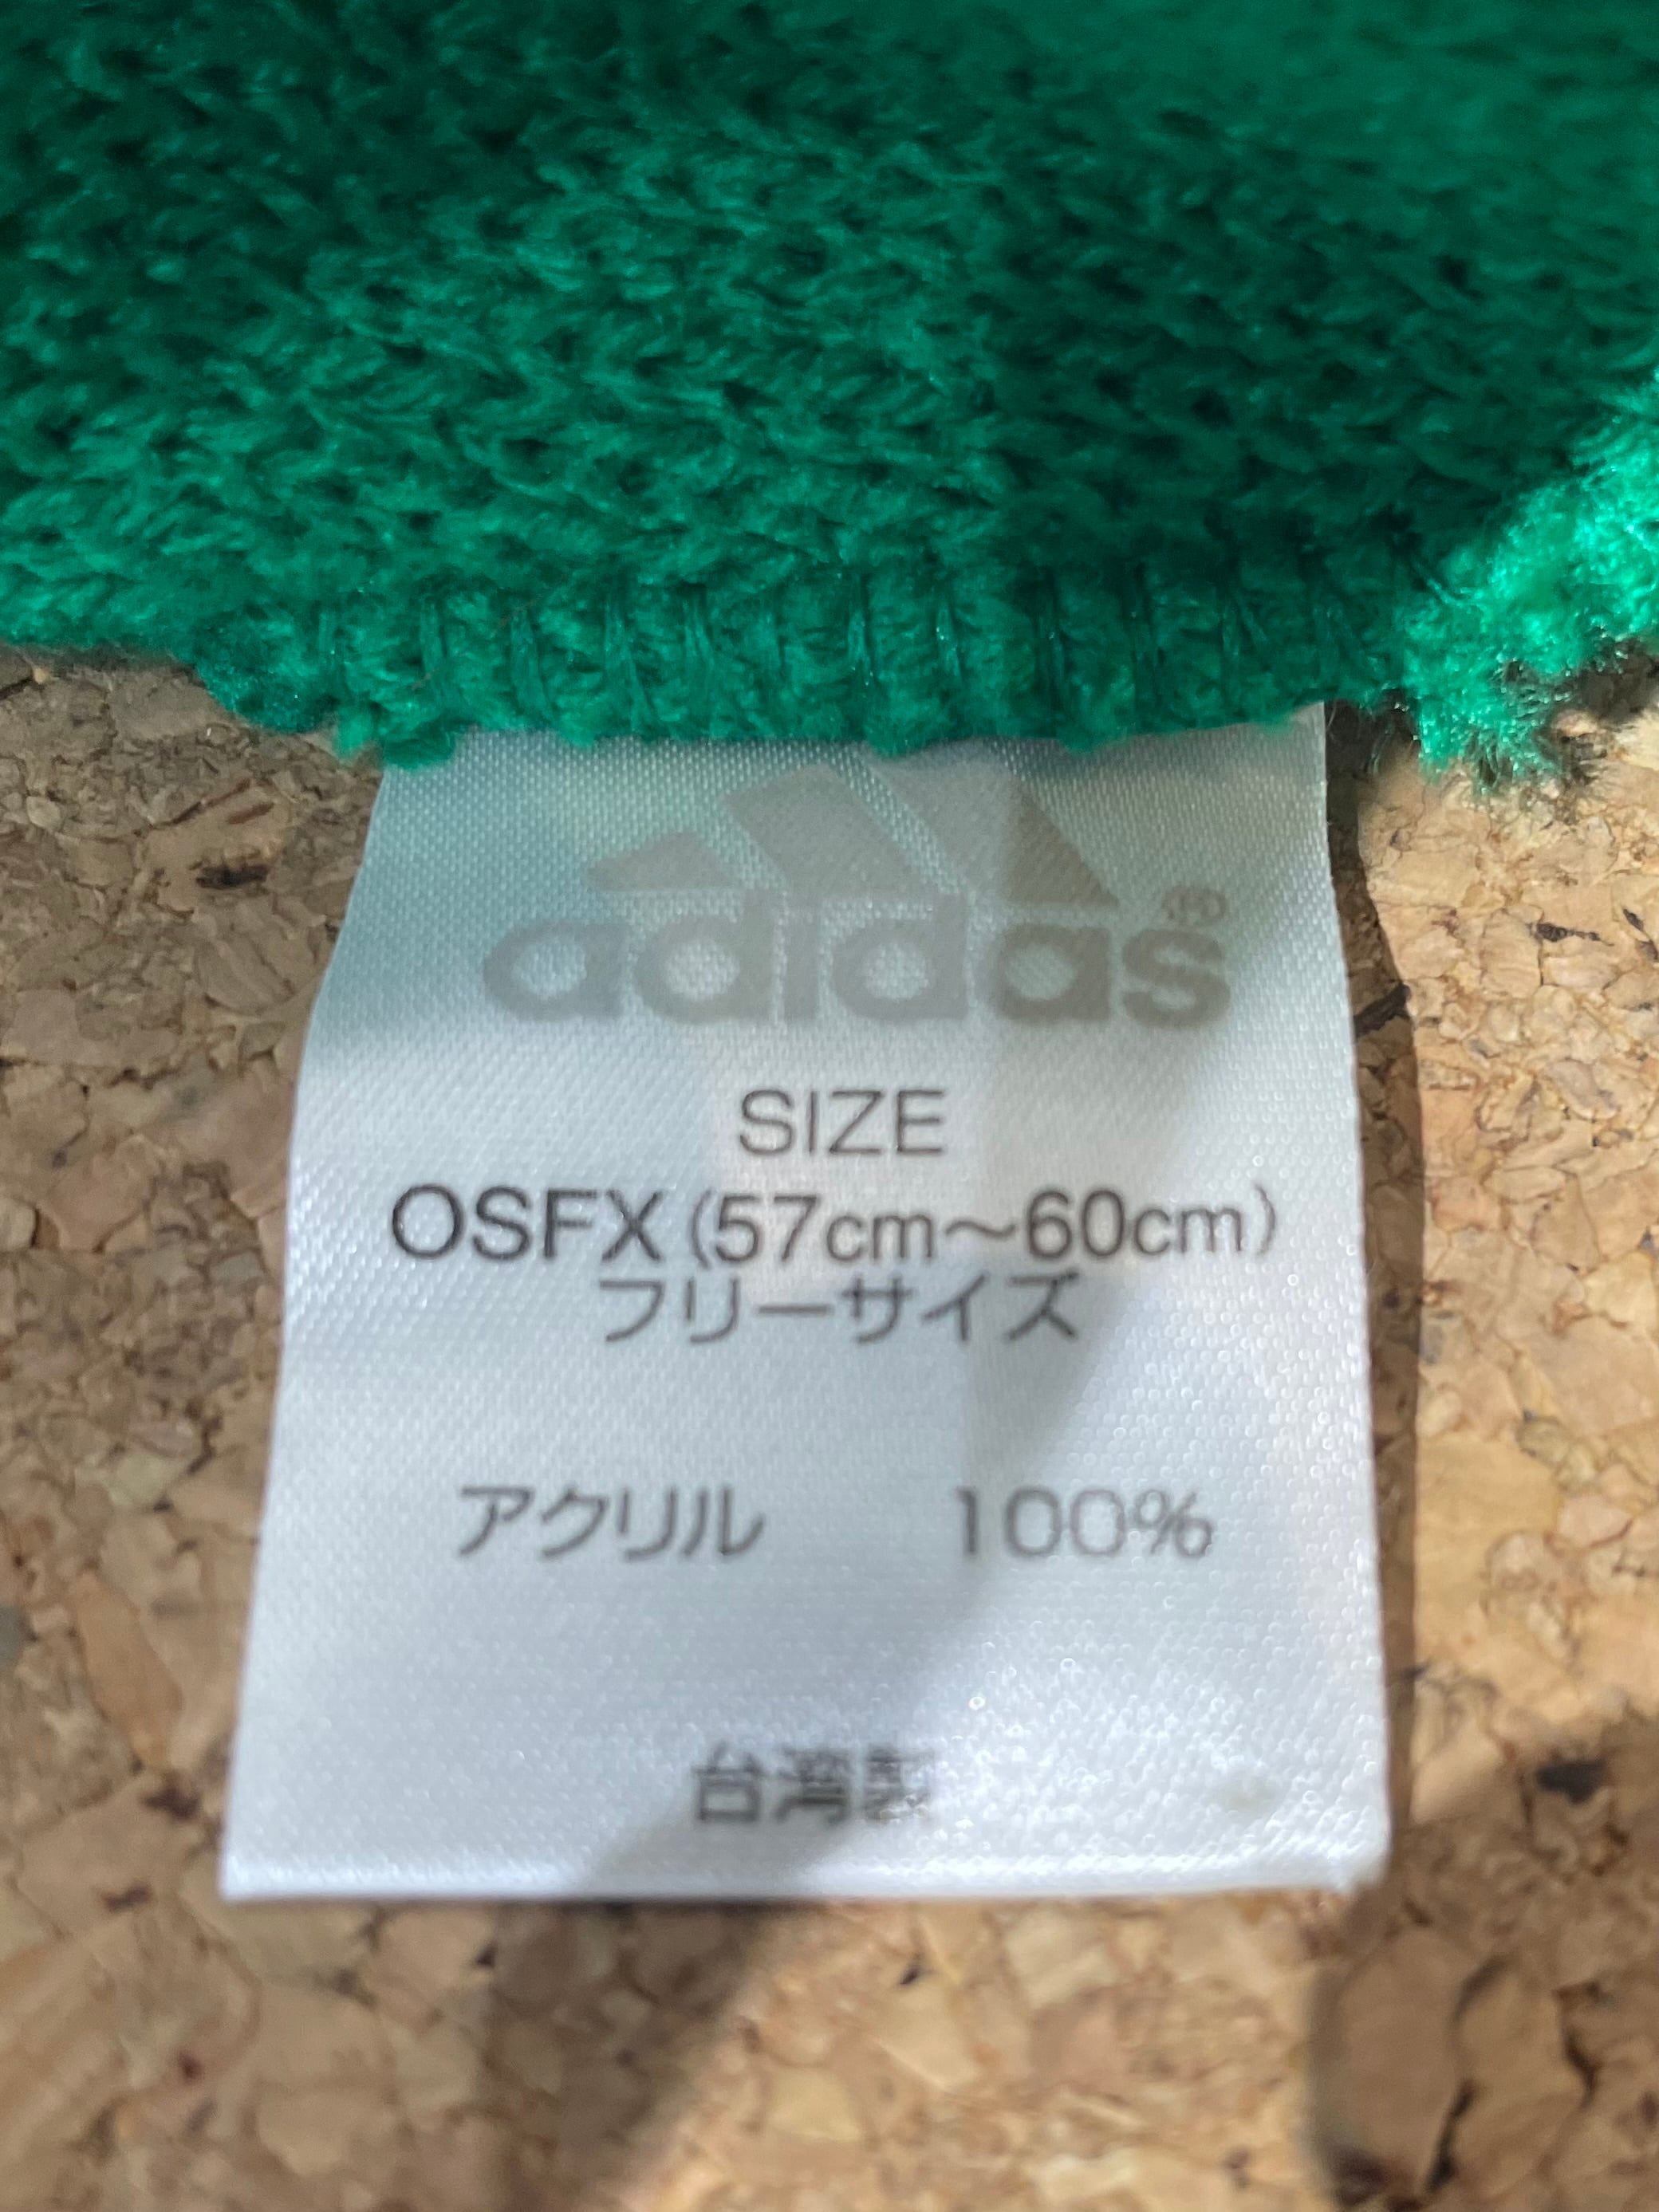 adidas®
SIZE
OSFX(57cm～60cm)
フリーサイズ
アクリル 100%
台湾製